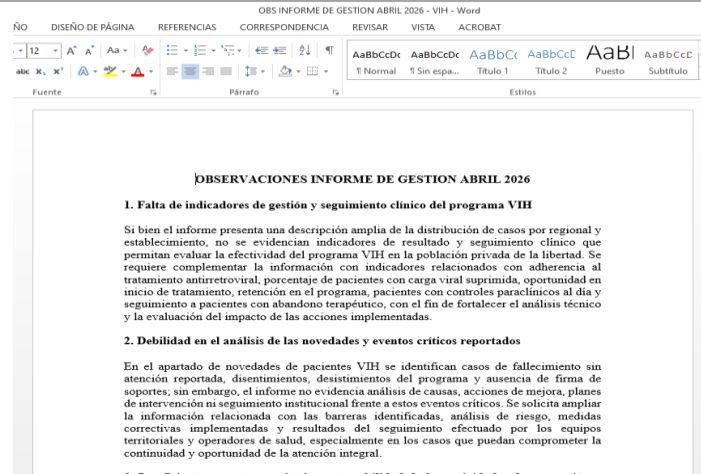 OBS INFORME DE GESTION ABRIL 2026 - VIH - Word
ÑO DISEÑO DE PÁGINA REFERENCIAS CORRESPONDENCIA REVISAR VISTA ACROBAT
12 A A Aa
AaBbCcDc AaBbCcDc AaBbCc AaBbCcD AaBl AaBbCcD
abc x₂ x² A ab A
¶ Normal ¶ Sin espa... Título 1 Título 2 Puesto Subtítulo
Fuente Párrafo Estilos
OBSERVACIONES INFORME DE GESTION ABRIL 2026
1. Falta de indicadores de gestión y seguimiento clínico del programa VIH
Si bien el informe presenta una descripción amplia de la distribución de casos por regional y
establecimiento, no se evidencian indicadores de resultado y seguimiento clínico que
permitan evaluar la efectividad del programa VIH en la población privada de la libertad. Se
requiere complementar la información con indicadores relacionados con adherencia al
tratamiento antirretroviral, porcentaje de pacientes con carga viral suprimida, oportunidad en
inicio de tratamiento, retención en el programa, pacientes con controles paraclínicos al día y
seguimiento a pacientes con abandono terapéutico, con el fin de fortalecer el análisis técnico
y la evaluación del impacto de las acciones implementadas.
2. Debilidad en el análisis de las novedades y eventos críticos reportados
En el apartado de novedades de pacientes VIH se identifican casos de fallecimiento sin
atención reportada, disentimientos, desistimientos del programa y ausencia de firma de
soportes; sin embargo, el informe no evidencia análisis de causas, acciones de mejora, planes
de intervención ni seguimiento institucional frente a estos eventos críticos. Se solicita ampliar
la información relacionada con las barreras identificadas, análisis de riesgo, medidas
correctivas implementadas y resultados del seguimiento efectuado por los equipos
territoriales y operadores de salud, especialmente en los casos que puedan comprometer la
continuidad y oportunidad de la atención integral.